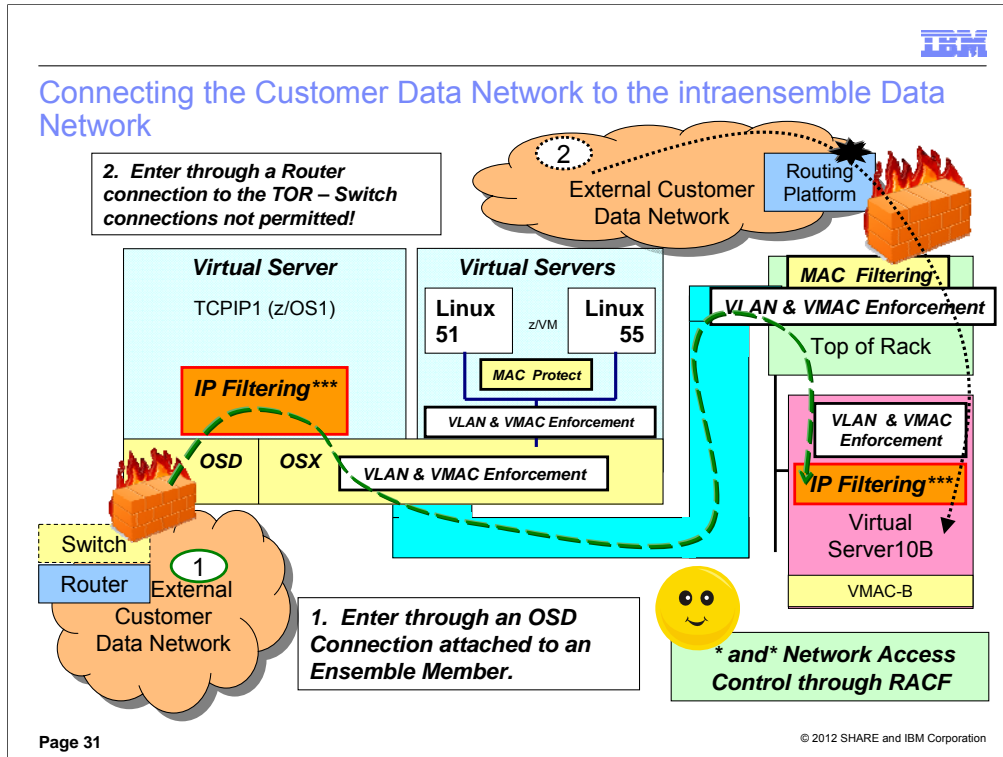 IBM
Connecting the Customer Data Network to the intraensemble Data
Network
2. Enter through a Router
connection to the TOR – Switch
connections not permitted!
2
External Customer
Data Network
Routing
Platform
Virtual Server
TCPIP1 (z/OS1)
IP Filtering***
OSD
OSX
VLAN & VMAC Enforcement
Virtual Servers
Linux
51
z/VM
Linux
55
MAC Protect
VLAN & VMAC Enforcement
MAC Filtering
VLAN & VMAC Enforcement
Top of Rack
VLAN & VMAC
Enforcement
IP Filtering***
Virtual
Server10B
VMAC-B
Switch
Router
1
External
Customer
Data Network
1. Enter through an OSD
Connection attached to an
Ensemble Member.
* and* Network Access
Control through RACF
Page 31
© 2012 SHARE and IBM Corporation